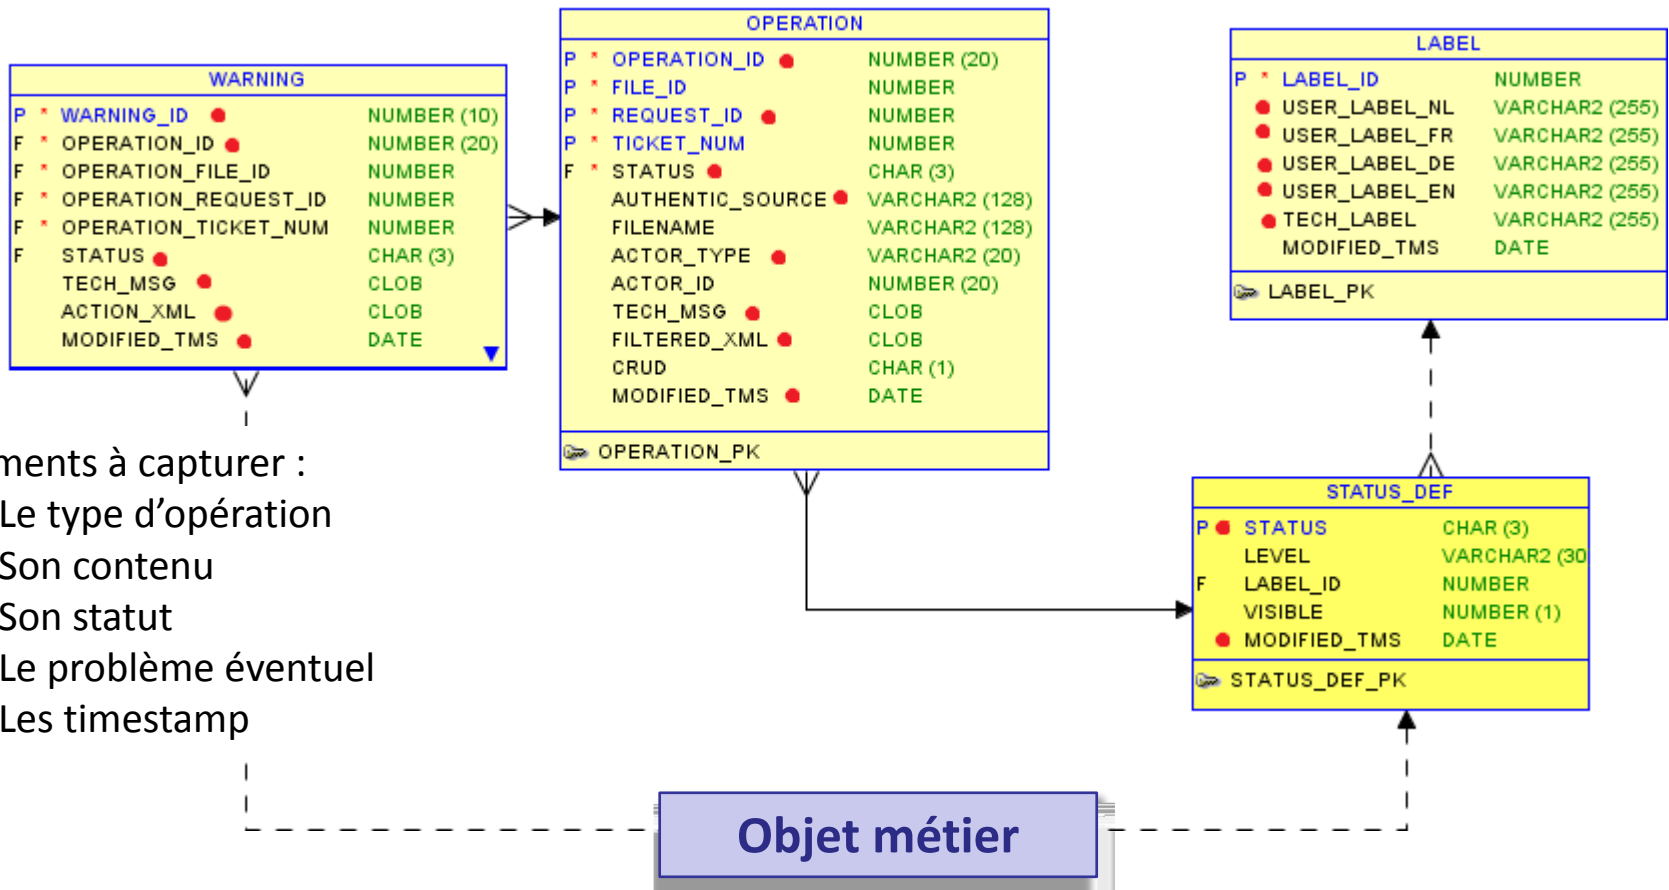 WARNING
P * WARNING_ID NUMBER (10)
F * OPERATION_ID NUMBER (20)
F * OPERATION_FILE_ID NUMBER
F * OPERATION_REQUEST_ID NUMBER
F * OPERATION_TICKET_NUM NUMBER
F STATUS CHAR (3)
TECH_MSG CLOB
ACTION_XML CLOB
MODIFIED_TMS DATE
OPERATION
P * OPERATION_ID NUMBER (20)
P * FILE_ID NUMBER
P * REQUEST_ID NUMBER
P * TICKET_NUM NUMBER
F * STATUS CHAR (3)
AUTHENTIC_SOURCE VARCHAR2 (128)
FILENAME VARCHAR2 (128)
ACTOR_TYPE VARCHAR2 (20)
ACTOR_ID NUMBER (20)
TECH_MSG CLOB
FILTERED_XML CLOB
CRUD CHAR (1)
MODIFIED_TMS DATE
OPERATION_PK
LABEL
P * LABEL_ID NUMBER
USER_LABEL_NL VARCHAR2 (255)
USER_LABEL_FR VARCHAR2 (255)
USER_LABEL_DE VARCHAR2 (255)
USER_LABEL_EN VARCHAR2 (255)
TECH_LABEL VARCHAR2 (255)
MODIFIED_TMS DATE
LABEL_PK
ments à capturer :
Le type d’opération
Son contenu
Son statut
Le problème éventuel
Les timestamp
STATUS_DEF
P STATUS CHAR (3)
LEVEL VARCHAR2 (30
F LABEL_ID NUMBER
VISIBLE NUMBER (1)
MODIFIED_TMS DATE
STATUS_DEF_PK
Objet métier